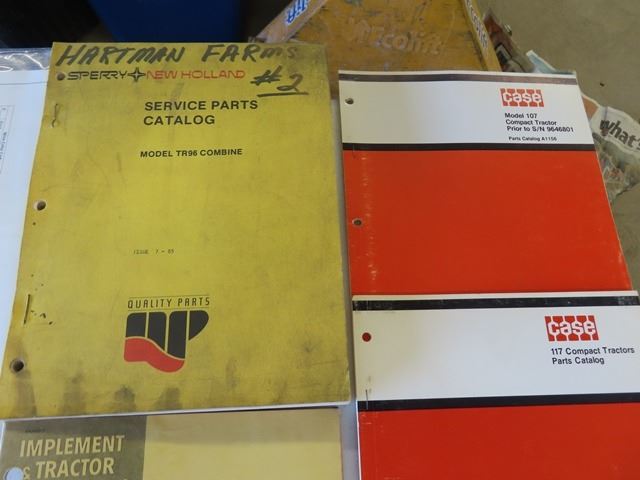 HARTMAN FARMS
#2
SPERRY NEW HOLLAND
SERVICE PARTS
CATALOG
MODEL TR96 COMBINE
ISSUE 7 - 85
QUALITY PARTS
case
Model 107
Compact Tractor
Prior to S/N 9646801
Parts Catalog A1156
case
117 Compact Tractors
Parts Catalog
IMPLEMENT
& TRACTOR
what's